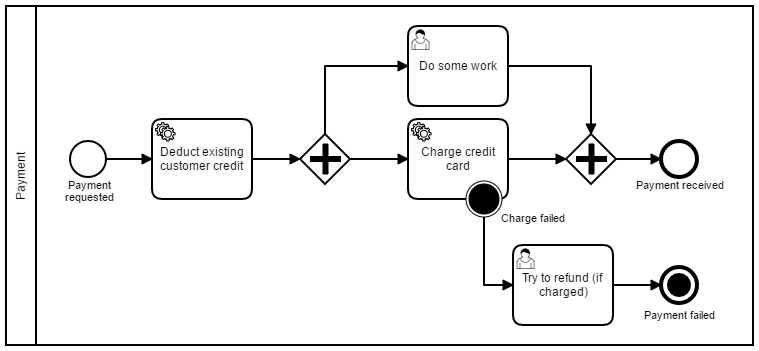 Payment
Payment
requested
Deduct existing
customer credit
Do some work
Charge credit
card
Charge failed
Payment received
Try to refund (if
charged)
Payment failed